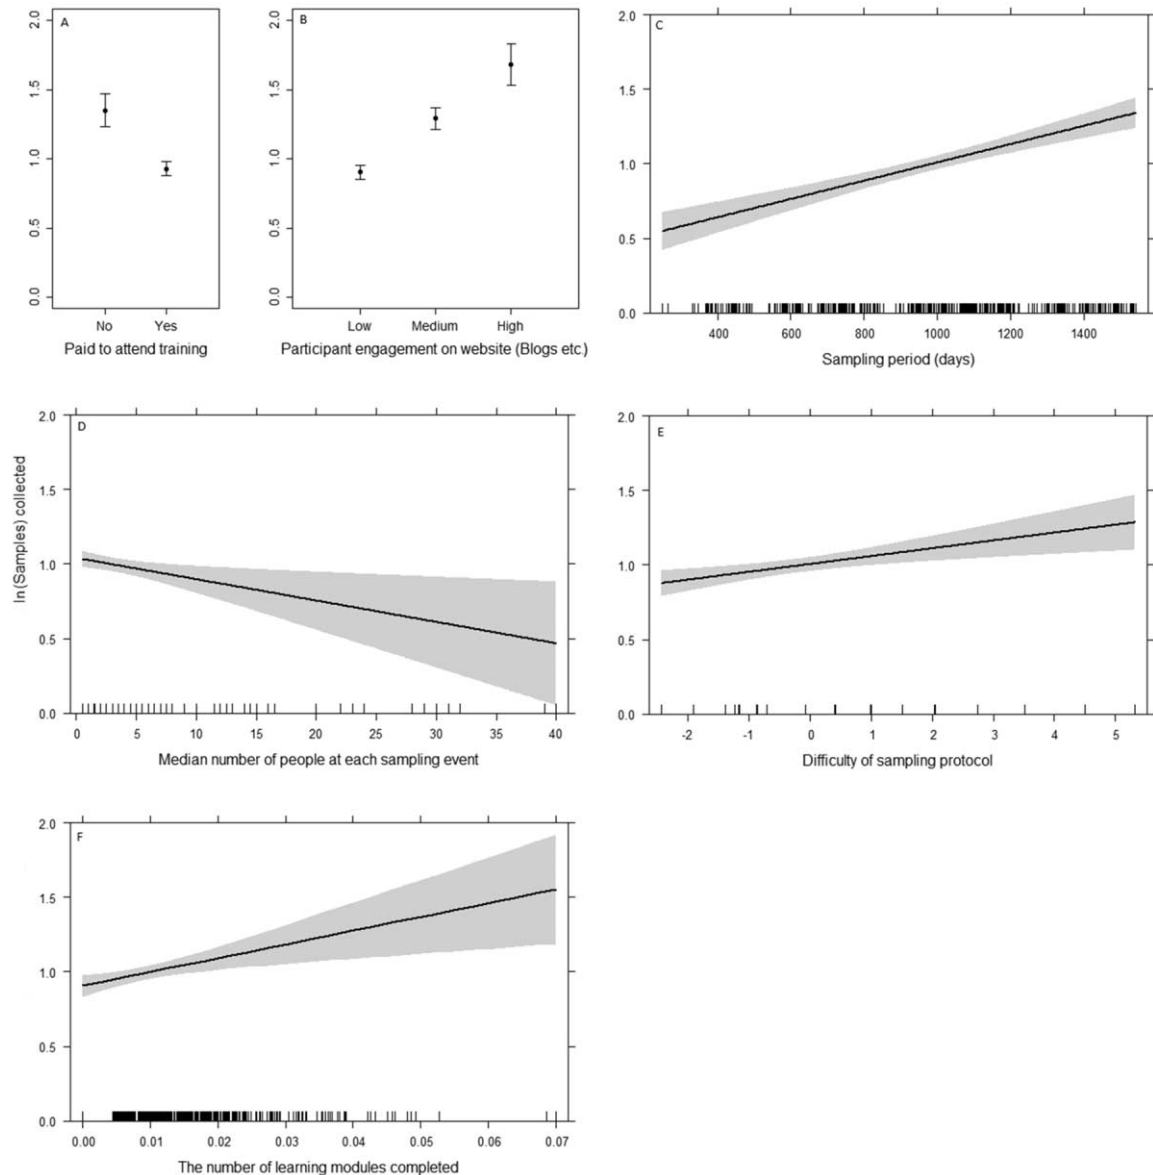 A
2.0
1.5
1.0
0.5
0.0
No Yes
Paid to attend training
B
2.0
1.5
1.0
0.5
0.0
Low Medium High
Participant engagement on website (Blogs etc.)
C
2.0
1.5
1.0
0.5
0.0
400 600 800 1000 1200 1400
Sampling period (days)
ln(Samples) collected
D
2.0
1.5
1.0
0.5
0.0
0 5 10 15 20 25 30 35 40
Median number of people at each sampling event
E
2.0
1.5
1.0
0.5
0.0
-2 -1 0 1 2 3 4 5
Difficulty of sampling protocol
F
2.0
1.5
1.0
0.5
0.0
0.00 0.01 0.02 0.03 0.04 0.05 0.06 0.07
The number of learning modules completed